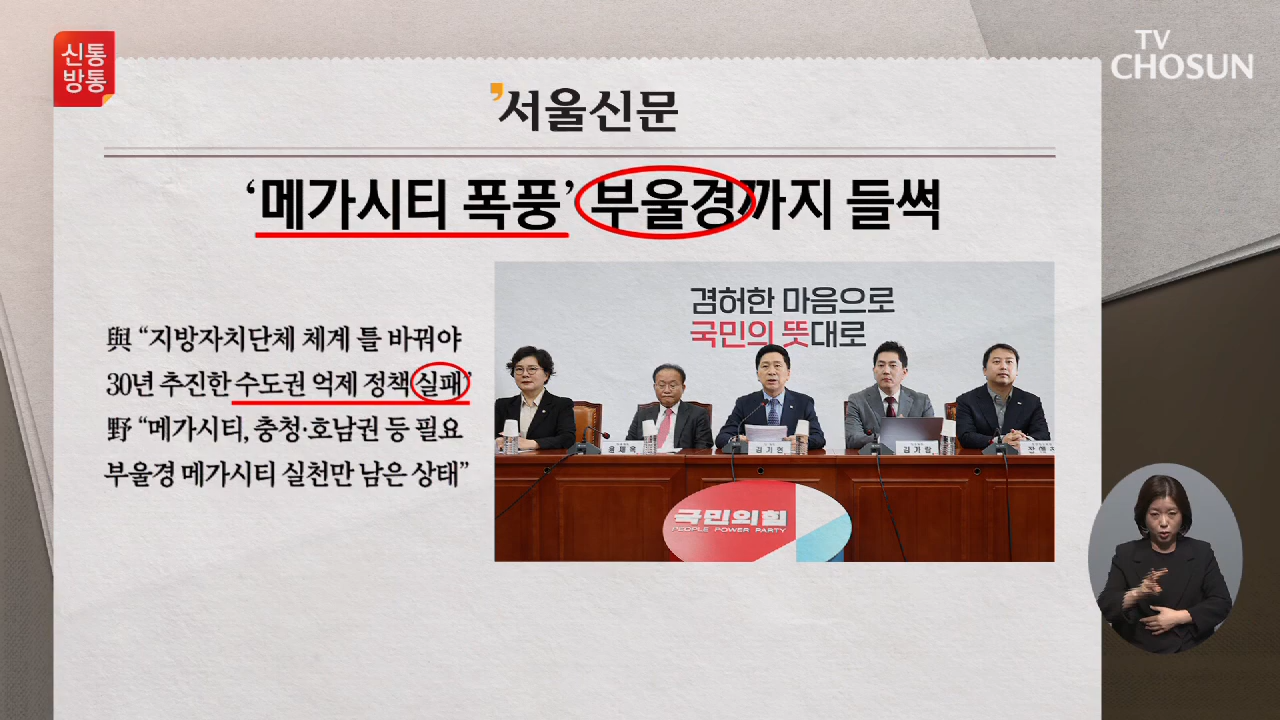 신통
방통
TV
CHOSUN
서울신문
‘메가시티 폭풍’ 부울경까지 들썩
與 “지방자치단체 체계 틀 바꿔야
30년 추진한 수도권 억제 정책 실패”
野 “메가시티, 충청·호남권 등 필요
부울경 메가시티 실천만 남은 상태”
겸허한 마음으로
국민의 뜻대로
윤재옥
김기현
김기람
국민의힘
PEOPLE POWER PARTY